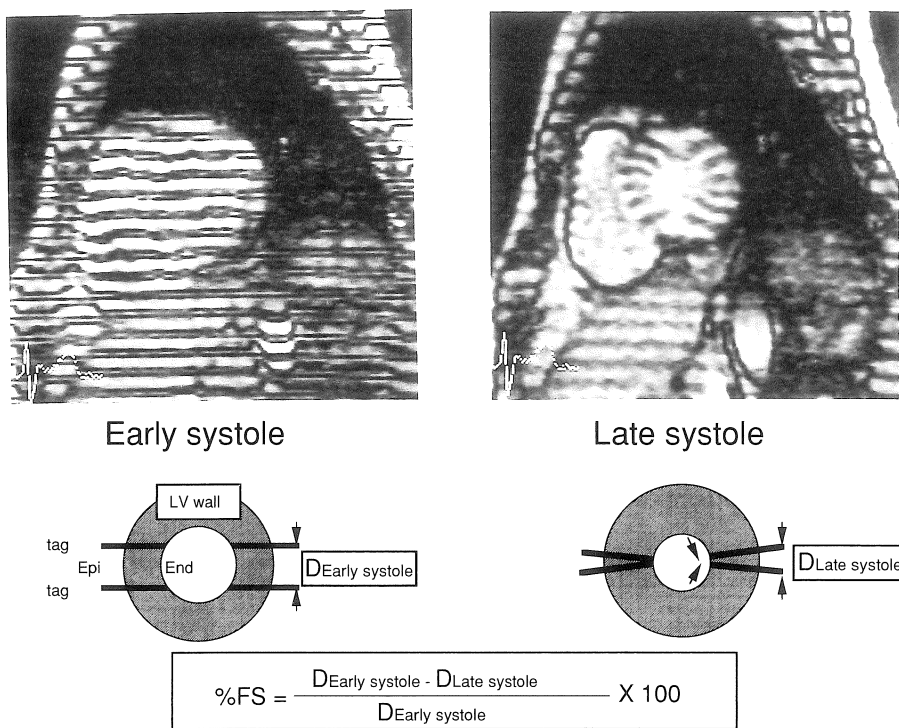 Early systole
Late systole
LV wall
tag
Epi
End
tag
DEarly systole
DLate systole
%FS = DEarly systole - DLate systole / DEarly systole X 100